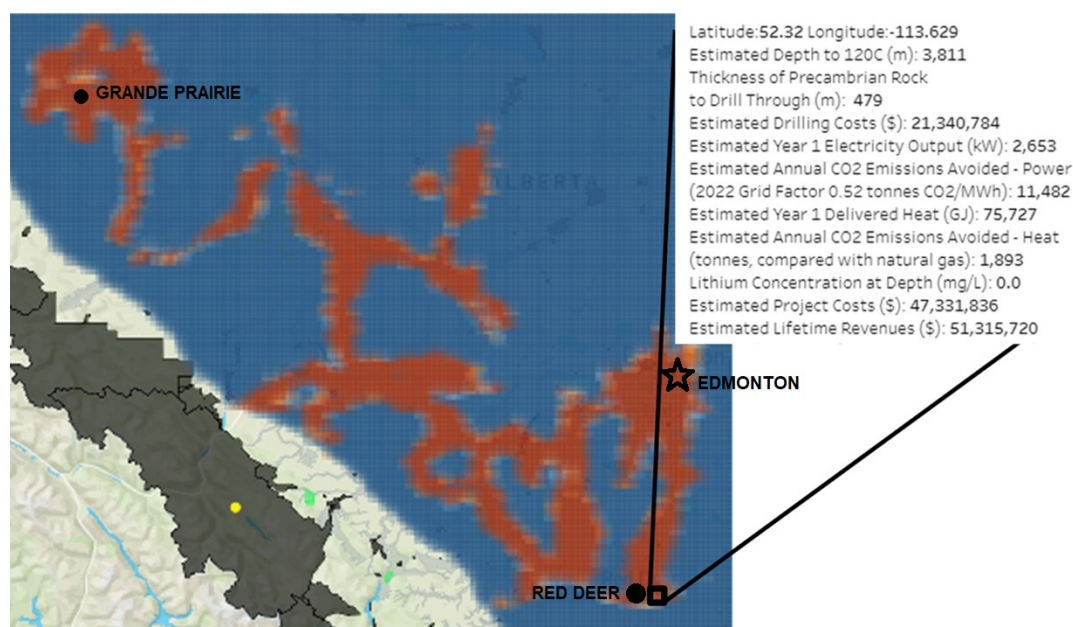 Latitude:52.32 Longitude:-113.629
Estimated Depth to 120C (m): 3,811
Thickness of Precambrian Rock
to Drill Through (m): 479
Estimated Drilling Costs ($): 21,340,784
Estimated Year 1 Electricity Output (kW): 2,653
Estimated Annual CO2 Emissions Avoided - Power
(2022 Grid Factor 0.52 tonnes CO2/MWh): 11,482
Estimated Year 1 Delivered Heat (GJ): 75,727
Estimated Annual CO2 Emissions Avoided - Heat
(tonnes, compared with natural gas): 1,893
Lithium Concentration at Depth (mg/L): 0.0
Estimated Project Costs ($): 47,331,836
Estimated Lifetime Revenues ($): 51,315,720
GRANDE PRAIRIE
ALBERTA
EDMONTON
RED DEER